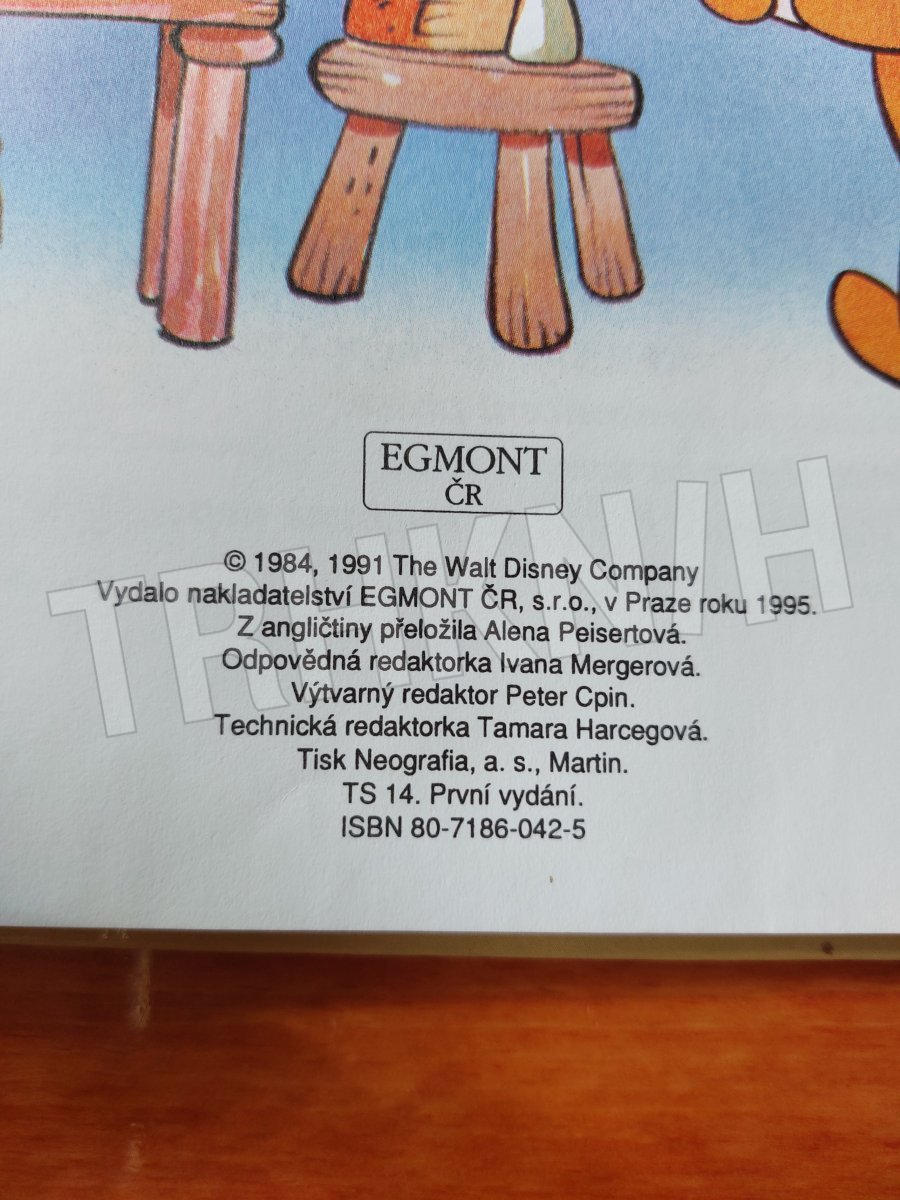 EGMONT
ČR
© 1984, 1991 The Walt Disney Company
Vydalo nakladatelství EGMONT ČR, s.r.o., v Praze roku 1995.
Z angličtiny přeložila Alena Peisertová.
Odpovědná redaktorka Ivana Mergerová.
Výtvarný redaktor Peter Cpin.
Technická redaktorka Tamara Harcegová.
Tisk Neografia, a. s., Martin.
TS 14. První vydání.
ISBN 80-7186-042-5